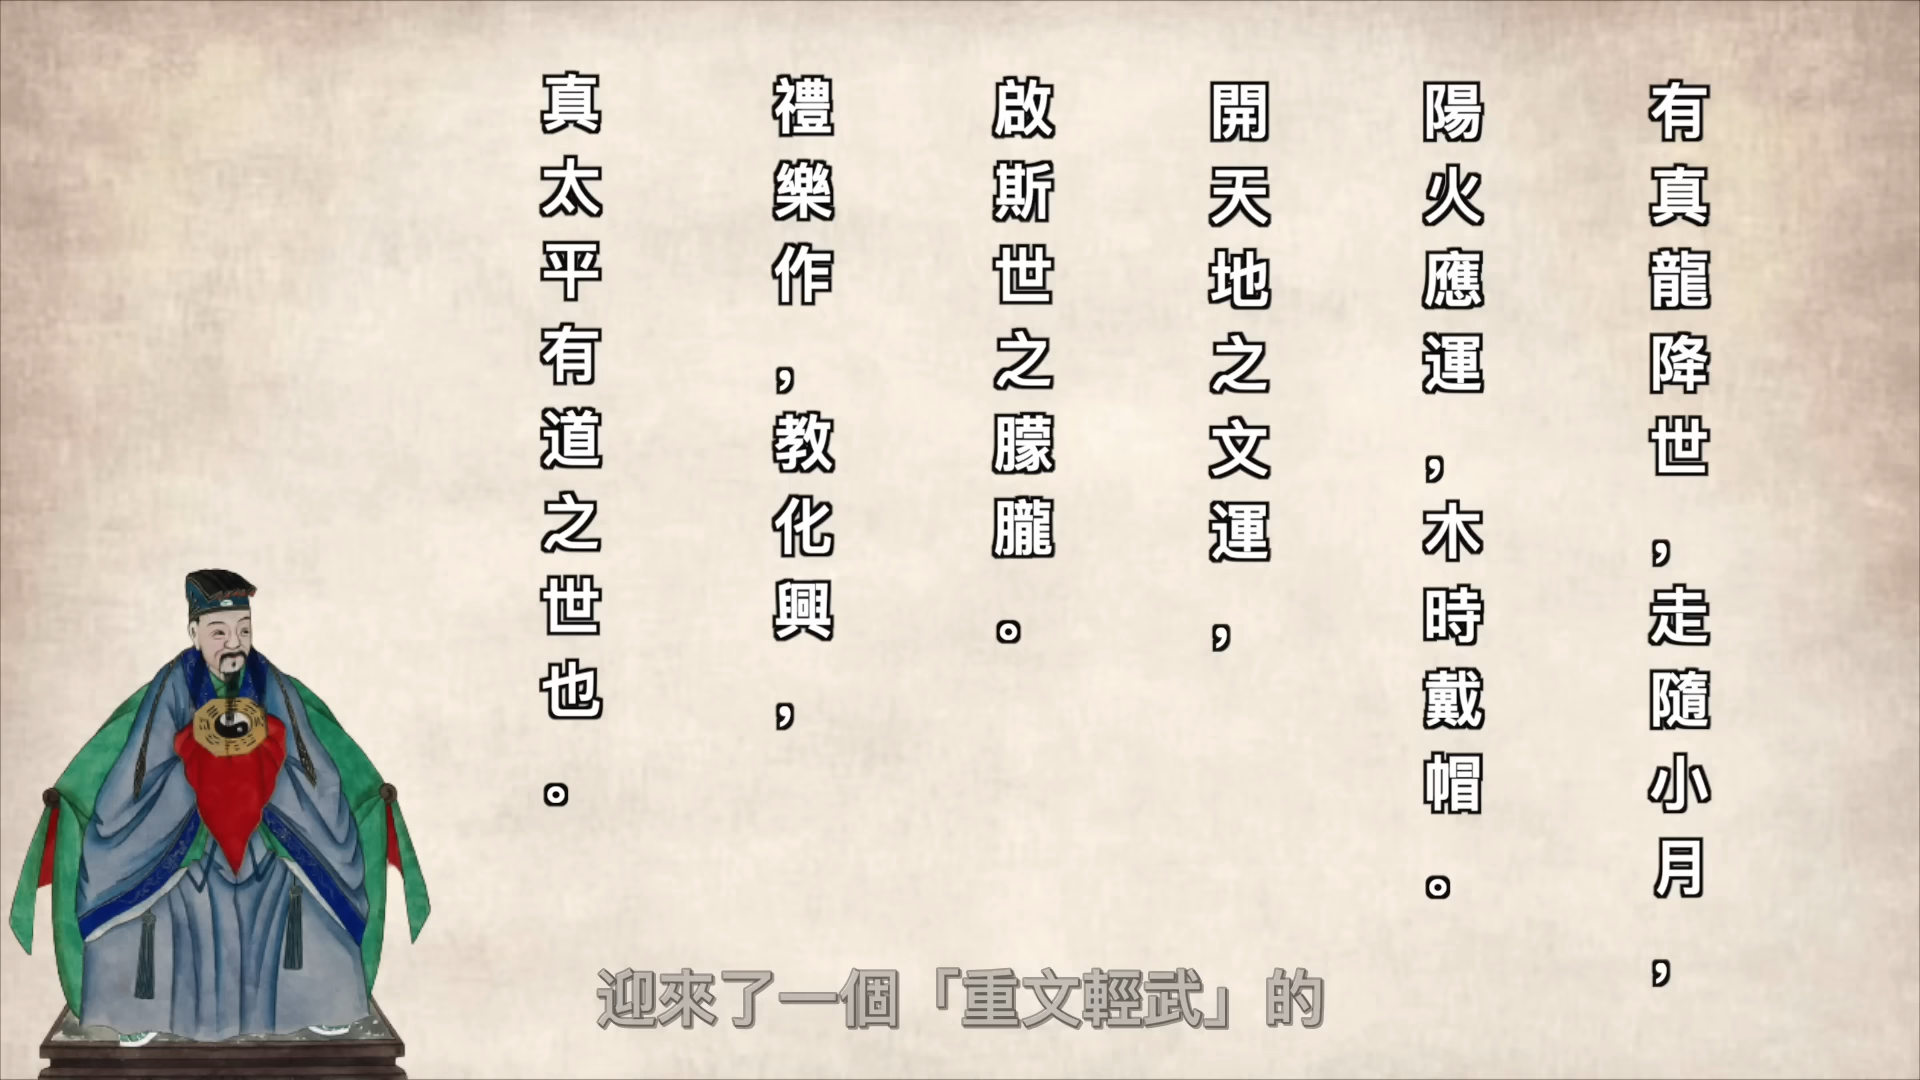 有真龍降世,走隨小月,
陽火應運,木時戴帽。
開天地之文運,
啟斯世之朦朧。
禮樂作,教化興,
真太平有道之世也。
迎來了一個「重文輕武」的